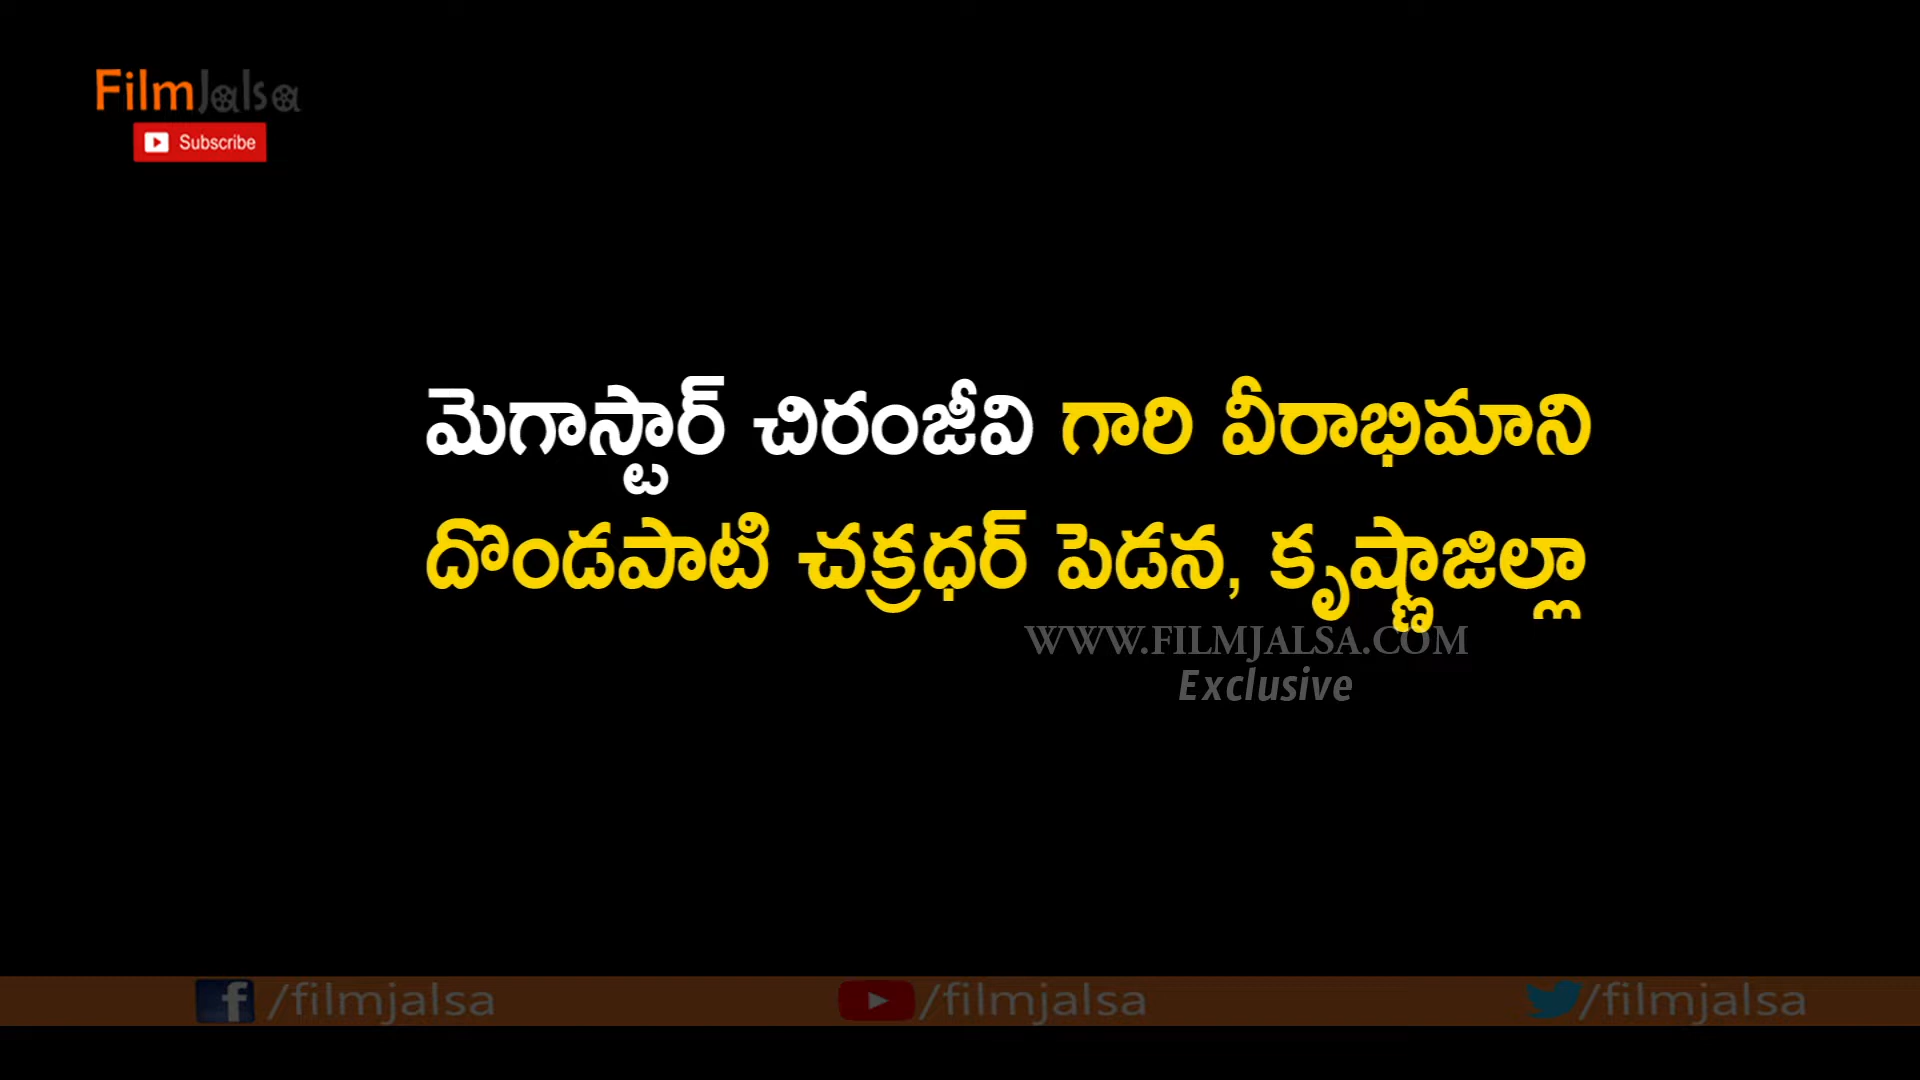 FilmJalsa
Subscribe
మెగాస్టార్ చిరంజీవి గారి వీరాభిమాని
దొండపాటి చక్రధర్ పెడన, కృష్ణాజిల్లా
WWW.FILMJALSA.COM
Exclusive
/filmjalsa /filmjalsa /filmjalsa